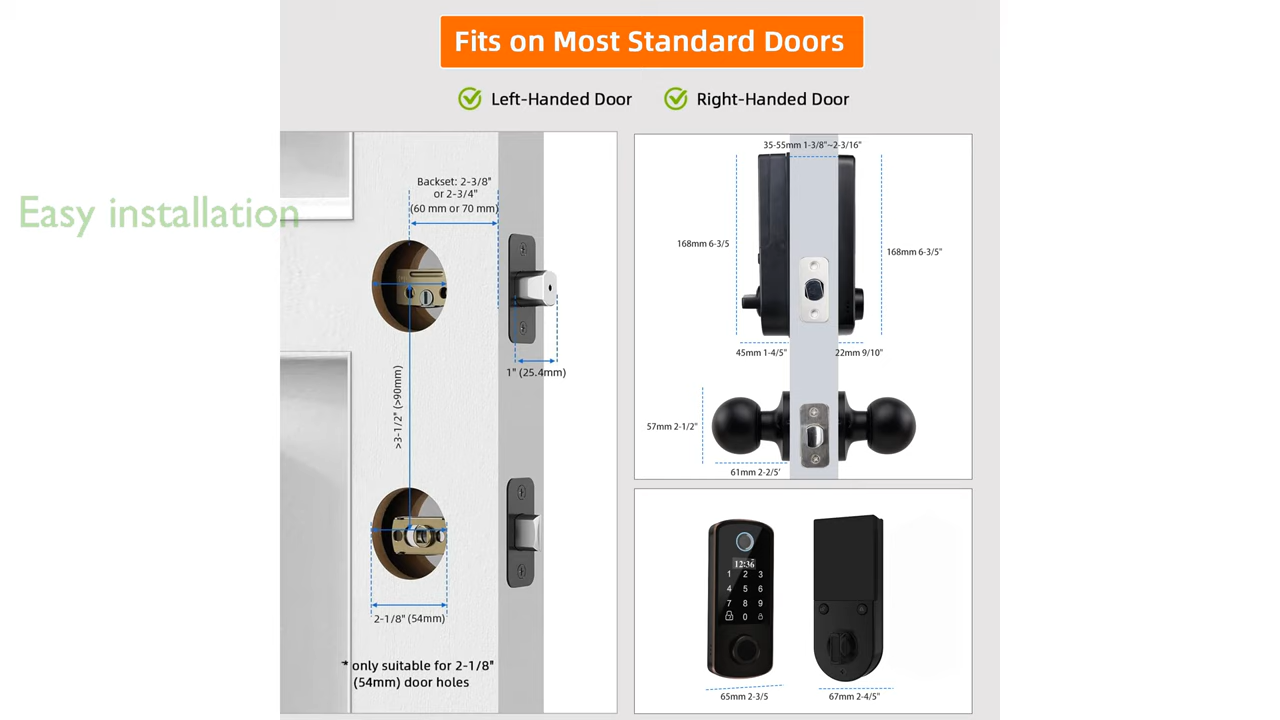 Fits on Most Standard Doors
Left-Handed Door
Right-Handed Door
Easy installation
Backset: 2-3/8"
or 2-3/4"
(60 mm or 70 mm)
1" (25.4mm)
>3-1/2" (>90mm)
2-1/8" (54mm)
* only suitable for 2-1/8"
(54mm) door holes
35-55mm 1-3/8"~2-3/16"
168mm 6-3/5
168mm 6-3/5"
45mm 1-4/5"
22mm 9/10"
57mm 2-1/2"
61mm 2-2/5'
12:36
1 2 3
4 5 6
7 8 9
0
65mm 2-3/5
67mm 2-4/5"